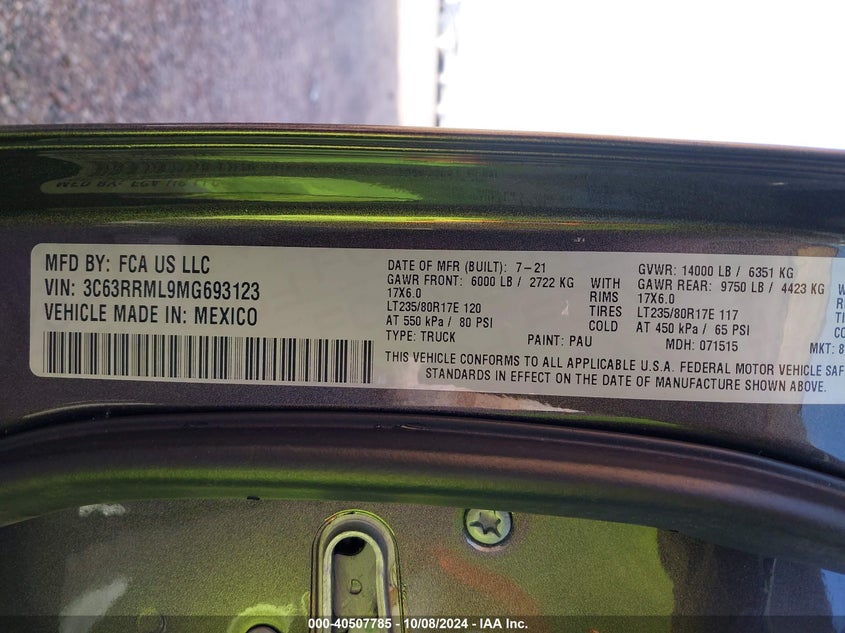 MFD BY: FCA US LLC
VIN: 3C63RRML9MG693123
VEHICLE MADE IN: MEXICO
DATE OF MFR (BUILT): 7-21 GVWR: 14000 LB / 6351 KG
GAWR FRONT: 6000 LB / 2722 KG WITH GAWR REAR: 9750 LB / 4423 KG
17X6.0 RIMS 17X6.0
LT235/80R17E 120 TIRES LT235/80R17E 117
AT 550 kPa / 80 PSI COLD AT 450 kPa / 65 PSI
TYPE: TRUCK PAINT: PAU MDH: 071515 MKT: 8
THIS VEHICLE CONFORMS TO ALL APPLICABLE U.S.A. FEDERAL MOTOR VEHICLE SAF
STANDARDS IN EFFECT ON THE DATE OF MANUFACTURE SHOWN ABOVE.
000-40507785 - 10/08/2024 - IAA Inc.